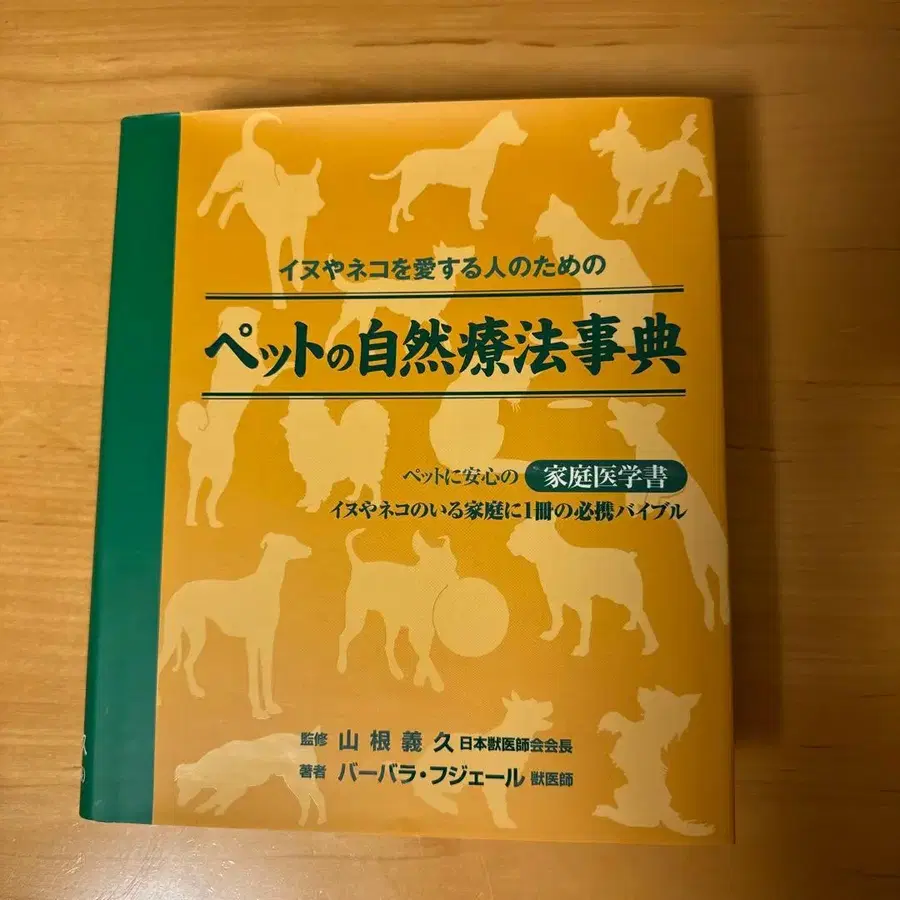 イヌやネコを愛する人のための
ペットの自然療法事典
ペットに安心の 家庭医学書
イヌやネコのいる家庭に1冊の必携バイブル
監修 山根義久 日本獣医師会会長
著者 バーバラ・フジェール 獣医師